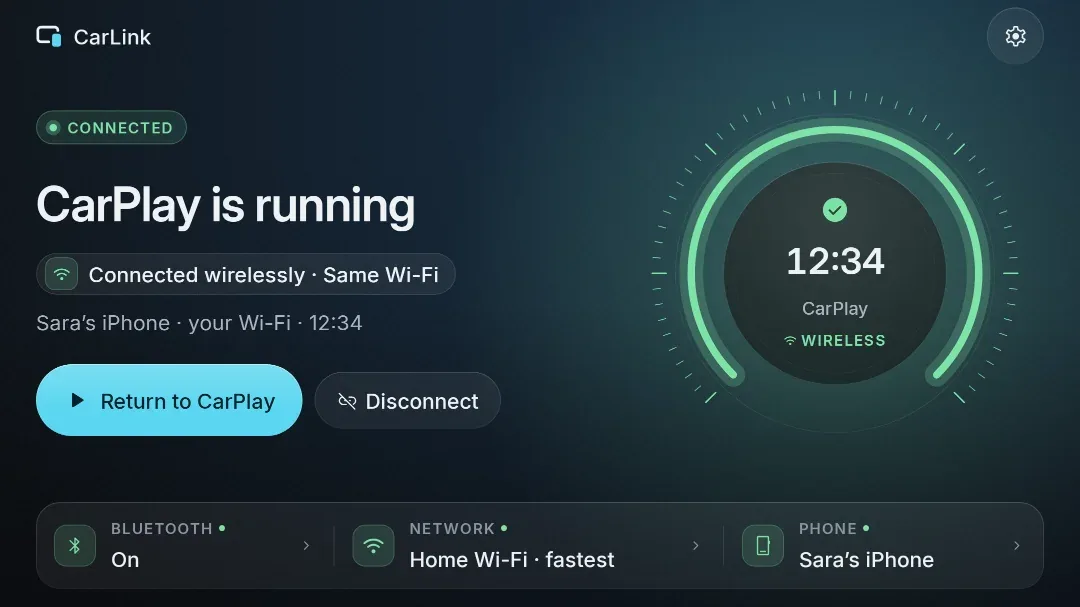 CarLink
CONNECTED
CarPlay is running
Connected wirelessly · Same Wi-Fi
Sara’s iPhone · your Wi-Fi · 12:34
Return to CarPlay
Disconnect
12:34
CarPlay
WIRELESS
BLUETOOTH
On
NETWORK
Home Wi-Fi · fastest
PHONE
Sara’s iPhone